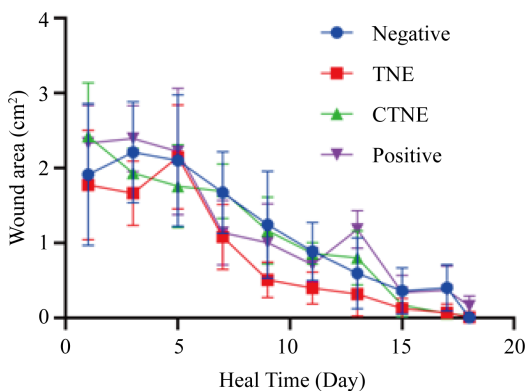 4
3
2
1
0
Wound area (cm²)
0 5 10 15 20
Heal Time (Day)
Negative
TNE
CTNE
Positive